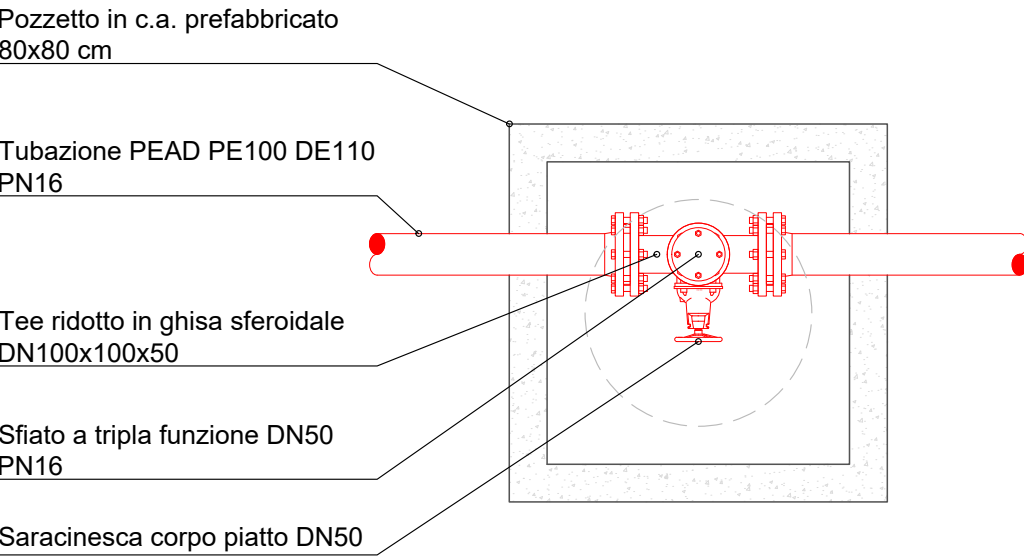 Pozzetto in c.a. prefabbricato
80x80 cm
Tubazione PEAD PE100 DE110
PN16
Tee ridotto in ghisa sferoidale
DN100x100x50
Sfiato a tripla funzione DN50
PN16
Saracinesca corpo piatto DN50